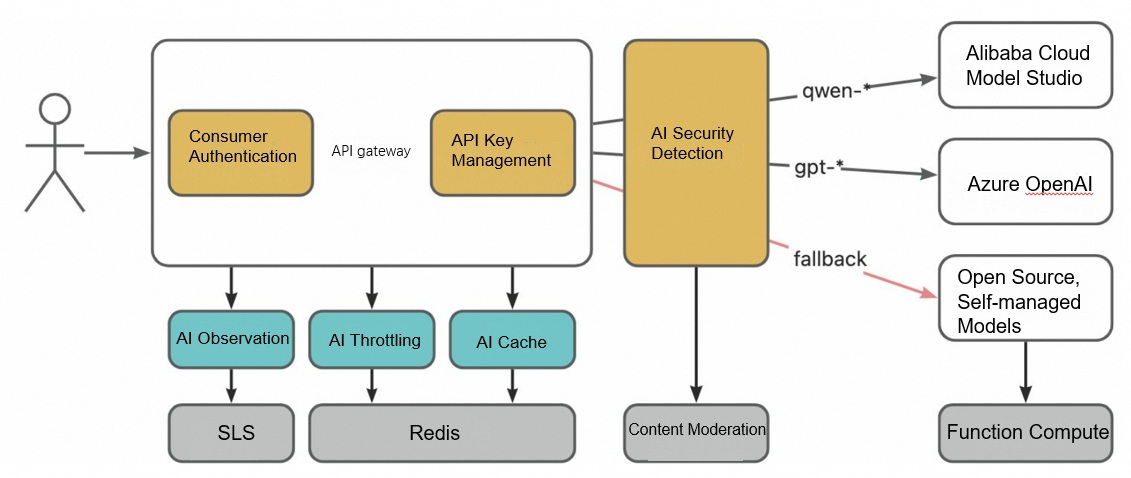 Consumer
Authentication
API gateway
API Key
Management
AI Security
Detection
qwen-*
gpt-*
fallback
Alibaba Cloud
Model Studio
Azure OpenAI
Open Source,
Self-managed
Models
AI Observation
AI Throttling
AI Cache
SLS
Redis
Content Moderation
Function Compute